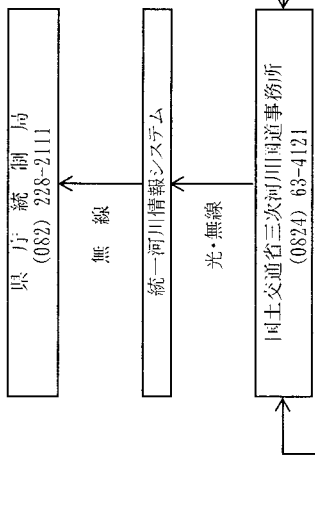 県庁統制局
(082) 228-2111
無線
統一河川情報システム
光・無線
国土交通省三次河川国道事務所
(0824) 63-4121